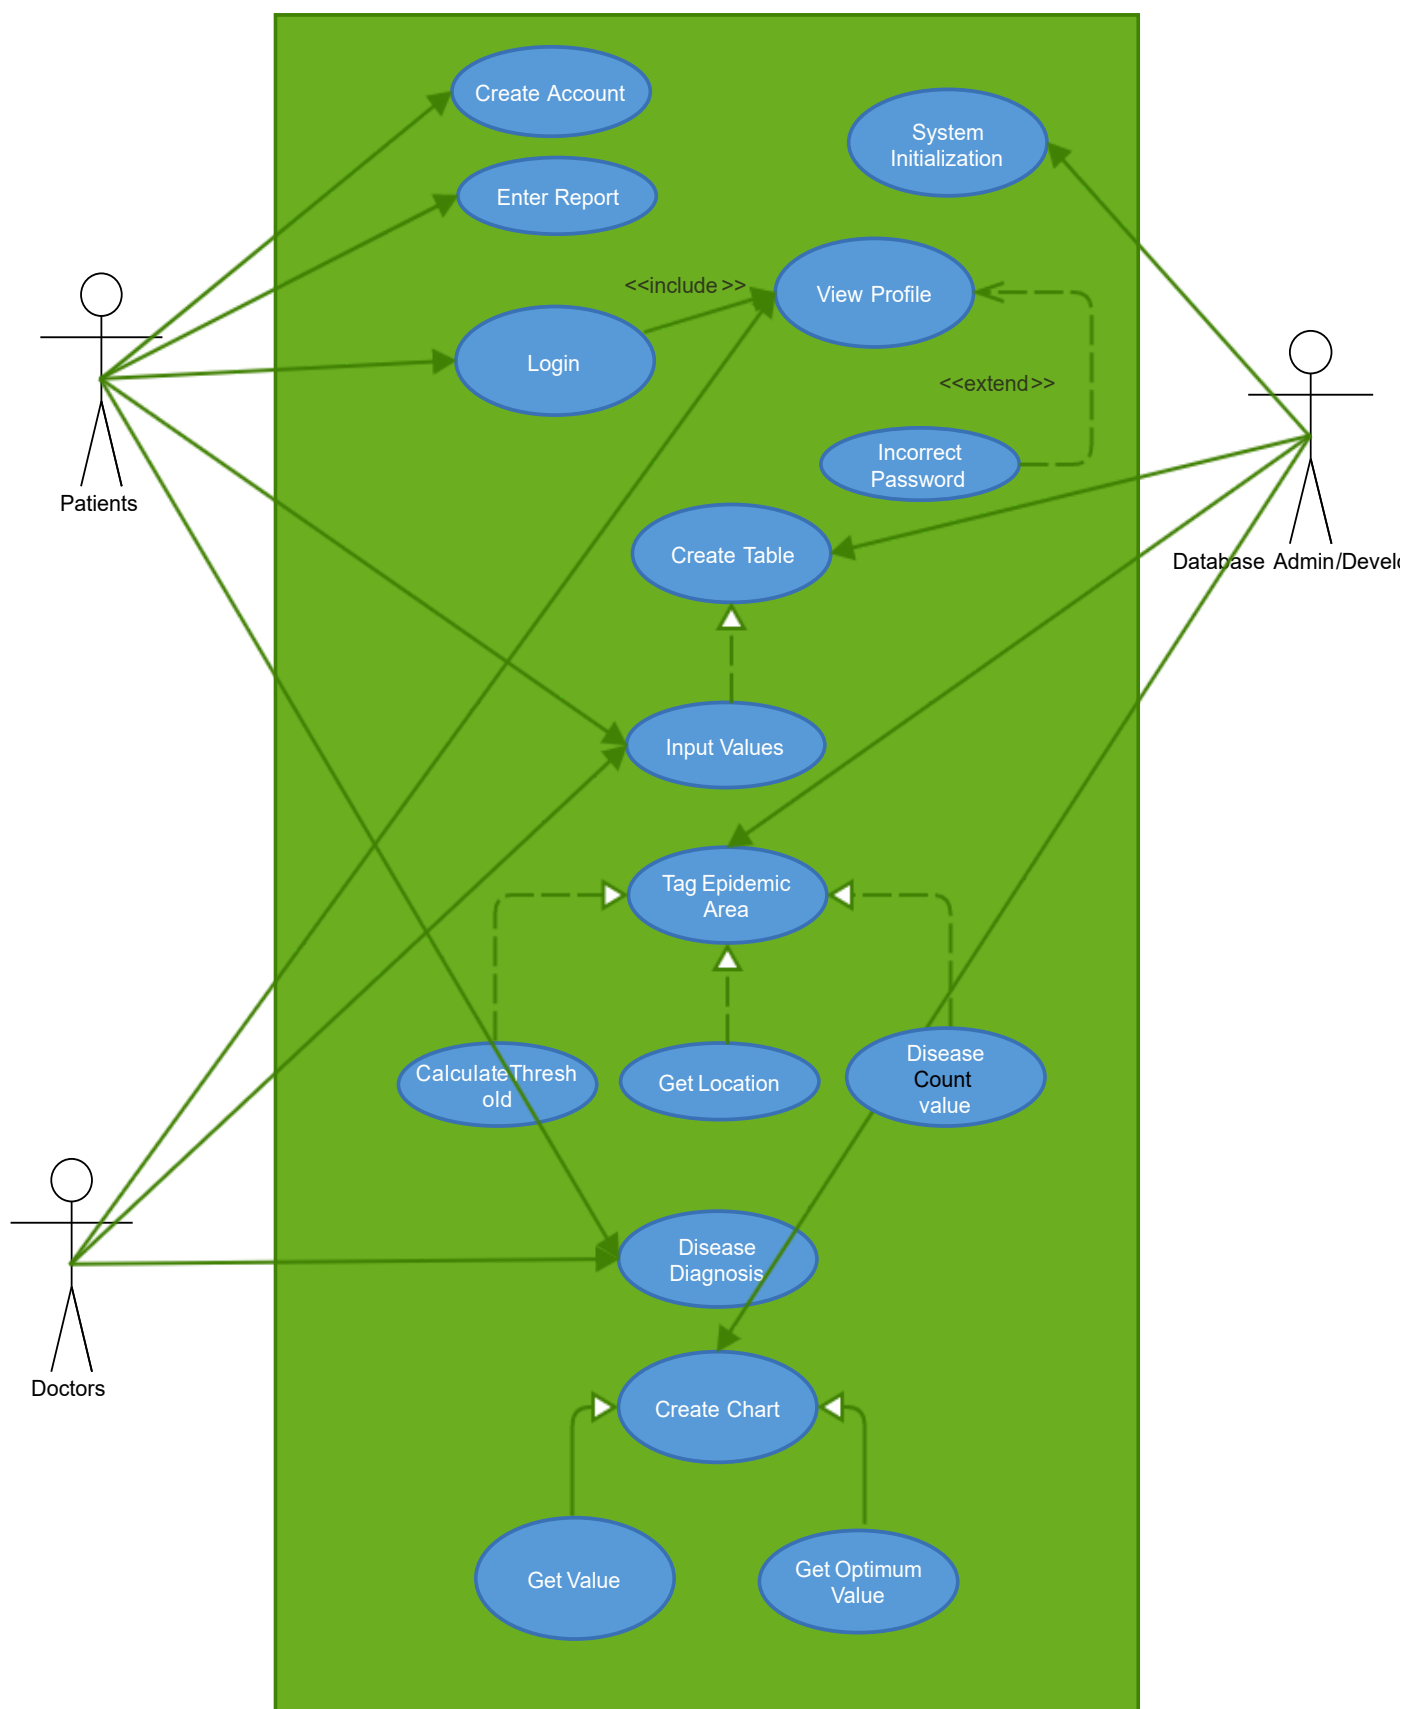 Create Account
System
Initialization
Enter Report
<<include>>
View Profile
Login
<<extend>>
Incorrect
Password
Patients
Create Table
Database Admin/Develo
Input Values
Tag Epidemic
Area
CalculateThresh
old
Get Location
Disease
Count
value
Disease
Diagnosis
Doctors
Create Chart
Get Value
Get Optimum
Value